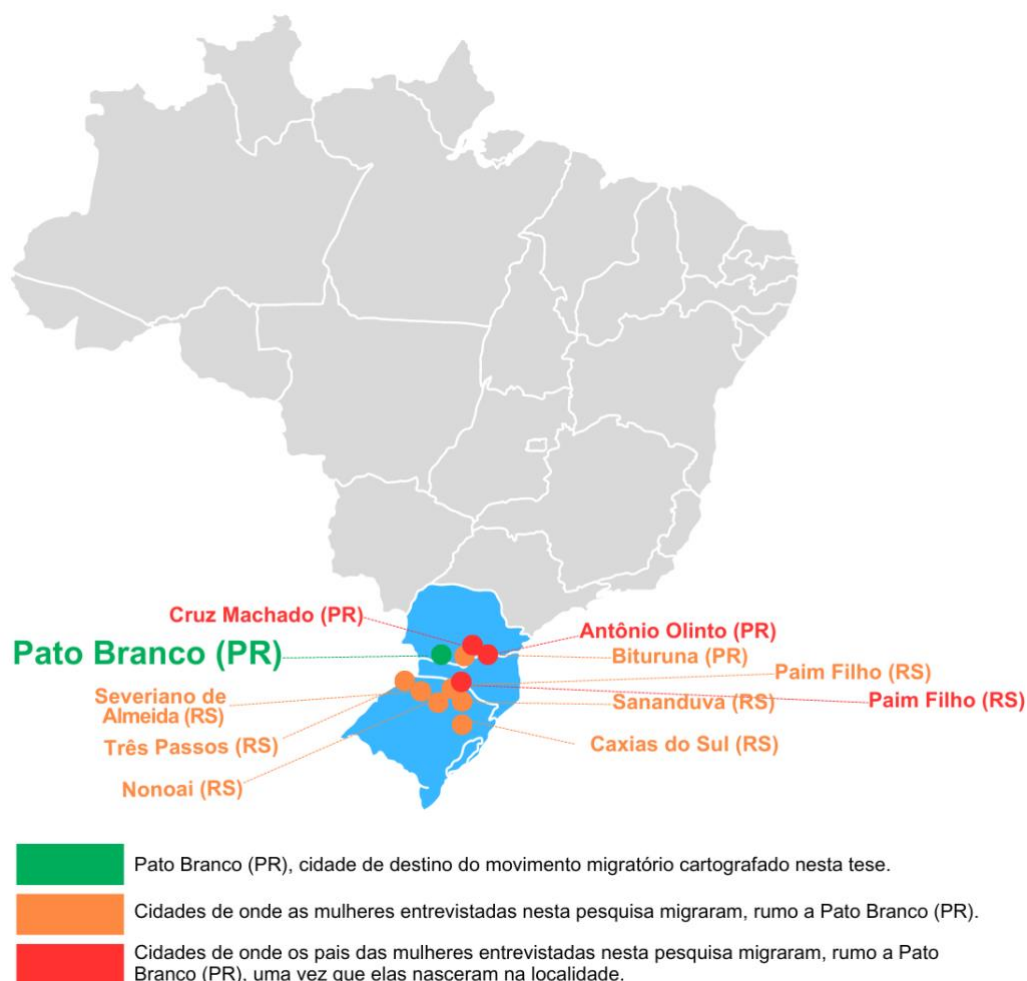 Cruz Machado (PR)
Antônio Olinto (PR)
Pato Branco (PR)
Bituruna (PR)
Paim Filho (RS)
Severiano de
Almeida (RS)
Sananduva (RS)
Paim Filho (RS)
Três Passos (RS)
Caxias do Sul (RS)
Nonoai (RS)
Pato Branco (PR), cidade de destino do movimento migratório cartografado nesta tese.
Cidades de onde as mulheres entrevistadas nesta pesquisa migraram, rumo a Pato Branco (PR).
Cidades de onde os pais das mulheres entrevistadas nesta pesquisa migraram, rumo a Pato
Branco (PR), uma vez que elas nasceram na localidade.